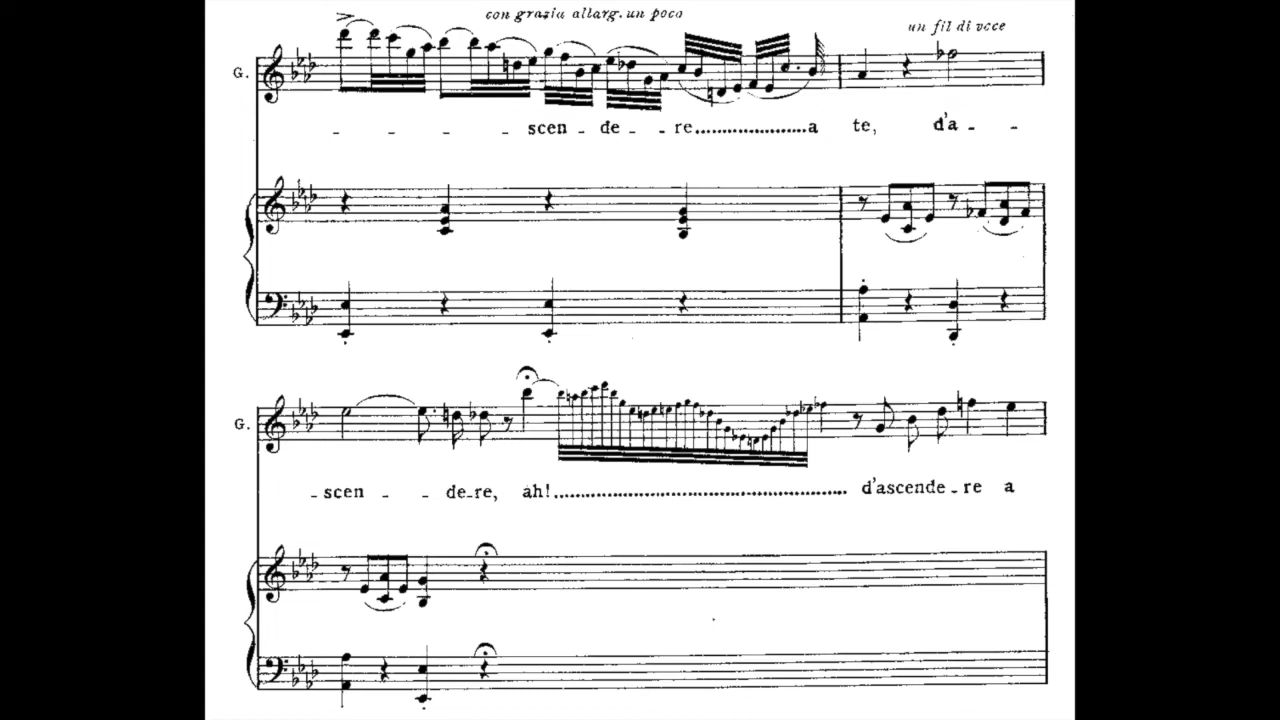 con grazia allarg. un poco
un fil di voce
G.
- - - - scen - de - - re.....................a te, d'a - -
G.
- scen - - de-re, ah!......................................................... d'ascende-re a